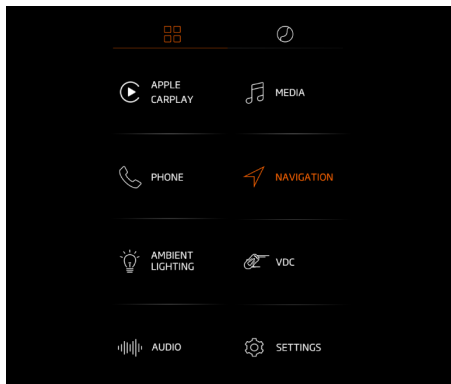 APPLE
CARPLAY
MEDIA
PHONE
NAVIGATION
AMBIENT
LIGHTING
VDC
AUDIO
SETTINGS